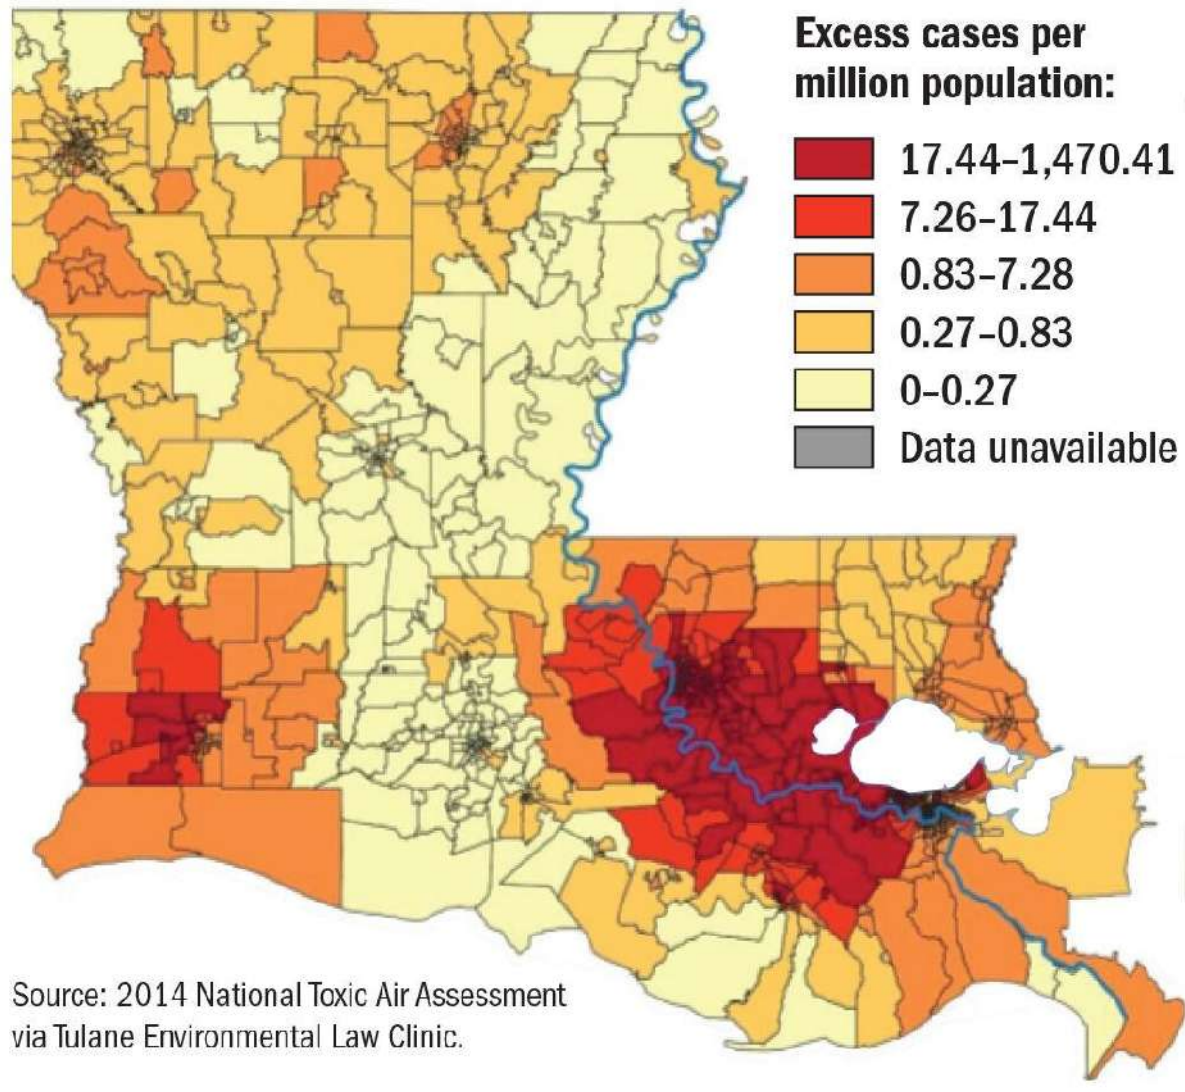 Excess cases per
million population:
17.44–1,470.41
7.26–17.44
0.83–7.28
0.27–0.83
0–0.27
Data unavailable
Source: 2014 National Toxic Air Assessment
via Tulane Environmental Law Clinic.